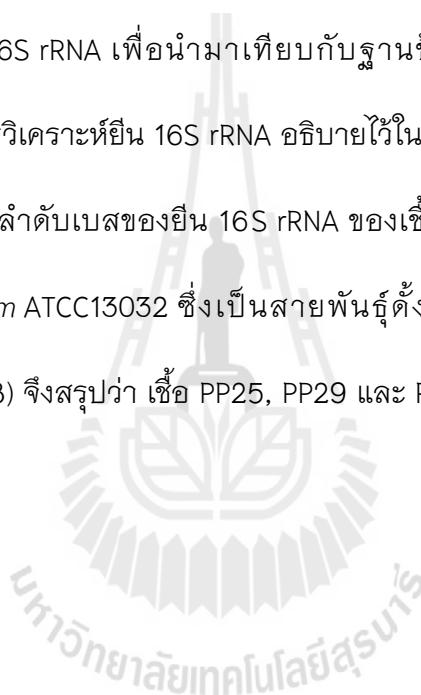 6S rRNA เพื่อนำมาเทียบกับฐานข้
วิเคราะห์ยีน 16S rRNA อธิบายไว้ใน
ลำดับเบสของยีน 16S rRNA ของเชื้
m ATCC13032 ซึ่งเป็นสายพันธุ์ดั้ง
) จึงสรุปว่า เชื้อ PP25, PP29 และ
มหาวิทยาลัยเทคโนโลยีสุรนารี